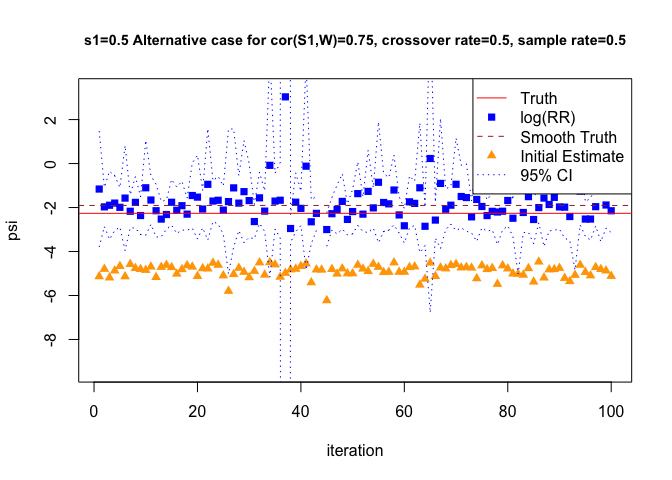 s1=0.5 Alternative case for cor(S1,W)=0.75, crossover rate=0.5, sample rate=0.5
Truth
log(RR)
Smooth Truth
Initial Estimate
95% CI
psi
2
0
-2
-4
-6
-8
0 20 40 60 80 100
iteration